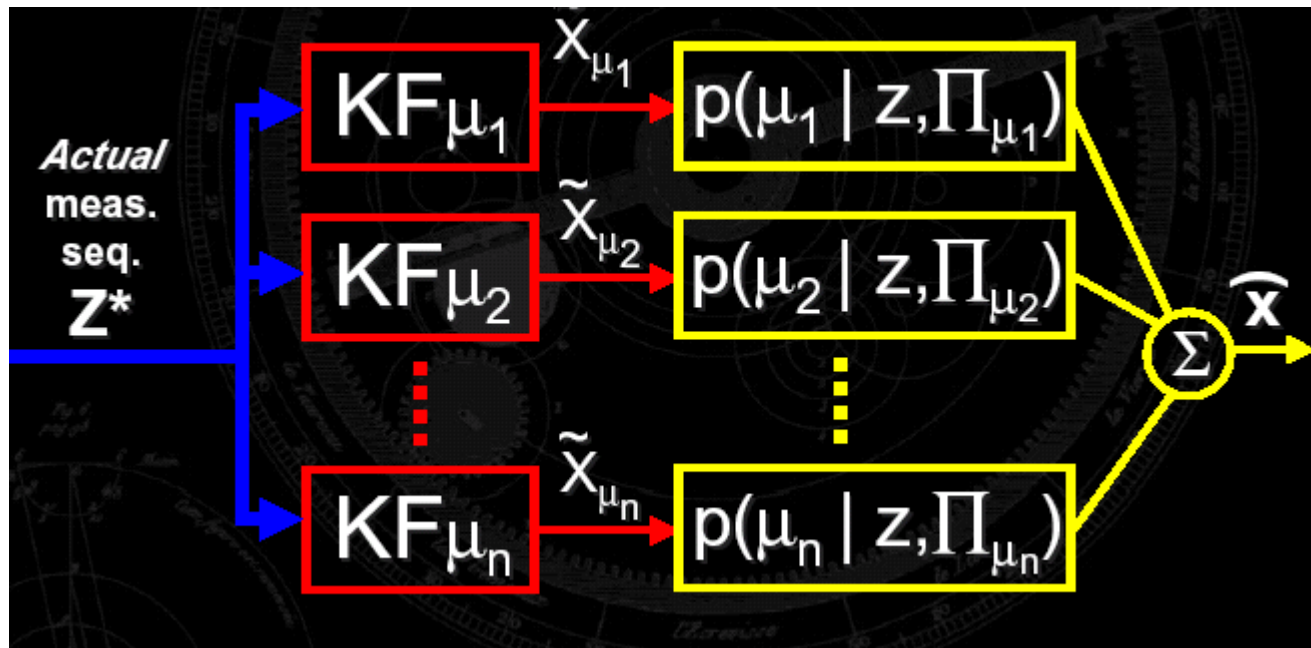 Actual
meas.
seq.
Z*
KFμ₁
x̃μ₁
p(μ₁ | z,Πμ₁)
KFμ₂
x̃μ₂
p(μ₂ | z,Πμ₂)
KFμₙ
x̃μₙ
p(μₙ | z,Πμₙ)
Σ
x̂